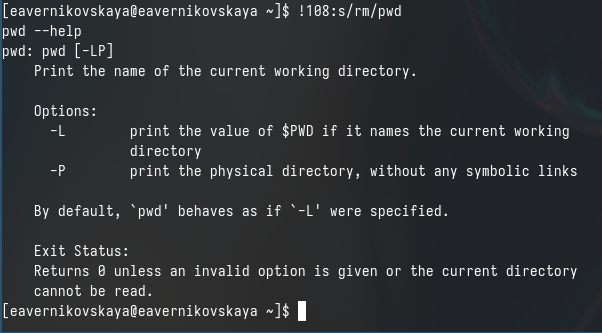 [eavernikovskaya@eavernikovskaya ~]$ !108:s/rm/pwd
pwd --help
pwd: pwd [-LP]
    Print the name of the current working directory.

    Options:
      -L        print the value of $PWD if it names the current working
                directory
      -P        print the physical directory, without any symbolic links

    By default, `pwd' behaves as if `-L' were specified.

    Exit Status:
    Returns 0 unless an invalid option is given or the current directory
    cannot be read.
[eavernikovskaya@eavernikovskaya ~]$